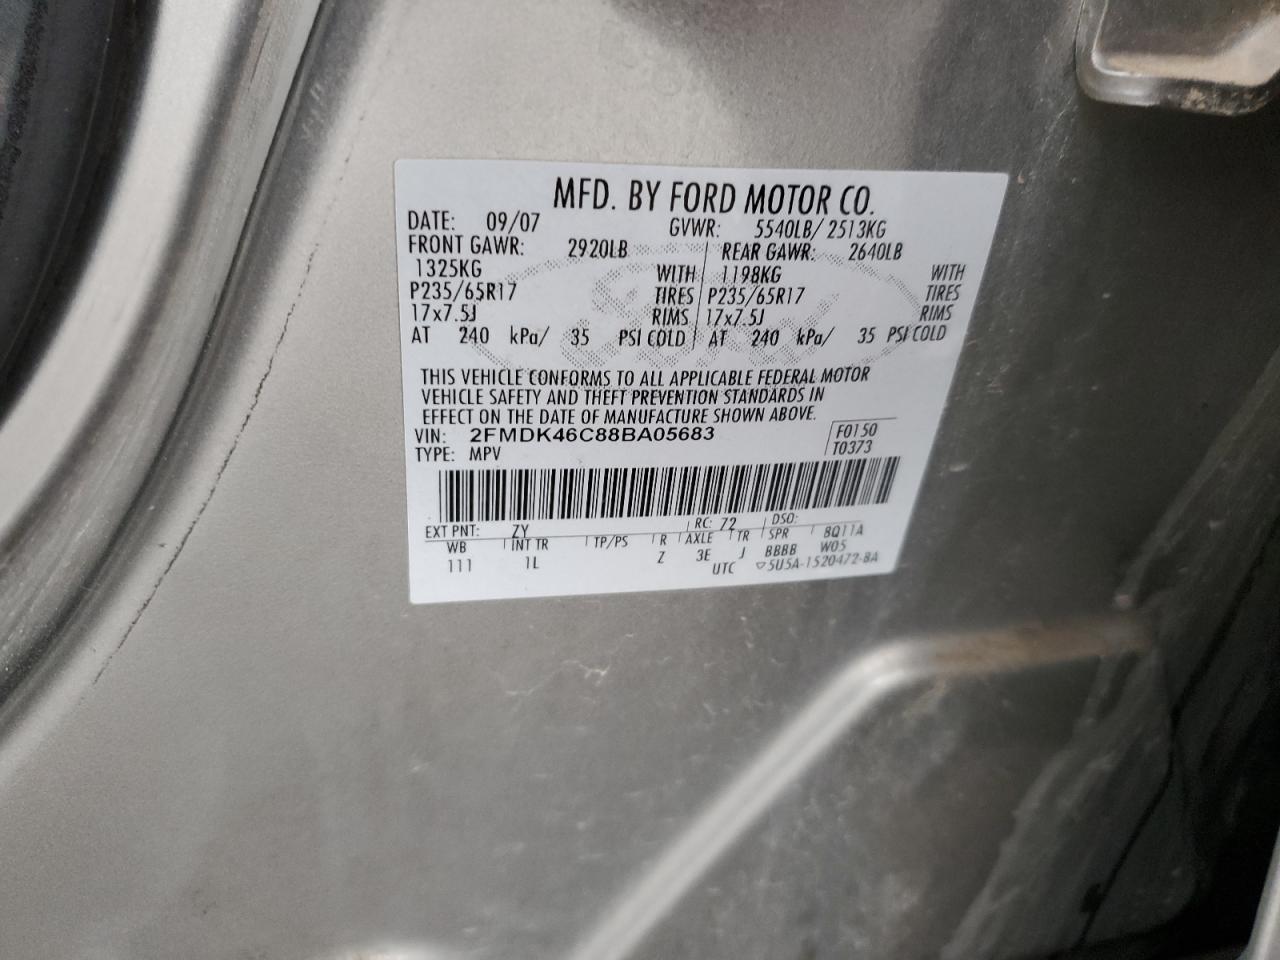 MFD. BY FORD MOTOR CO.
DATE: 09/07 GVWR: 5540LB/ 2513KG
FRONT GAWR: 2920LB REAR GAWR: 2640LB
1325KG WITH 1198KG WITH
P235/65R17 TIRES P235/65R17 TIRES
17x7.5J RIMS 17x7.5J RIMS
AT 240 kPa/ 35 PSI COLD AT 240 kPa/ 35 PSI COLD
THIS VEHICLE CONFORMS TO ALL APPLICABLE FEDERAL MOTOR
VEHICLE SAFETY AND THEFT PREVENTION STANDARDS IN
EFFECT ON THE DATE OF MANUFACTURE SHOWN ABOVE.
VIN: 2FMDK46C88BA05683 F0150
TYPE: MPV T0373
EXT PNT: ZY RC: 72 DSO:
WB INT TR TP/PS R AXLE TR SPR 8Q11A
111 1L Z 3E J BBBB W05
UTC ▽5U5A-1520472-BA